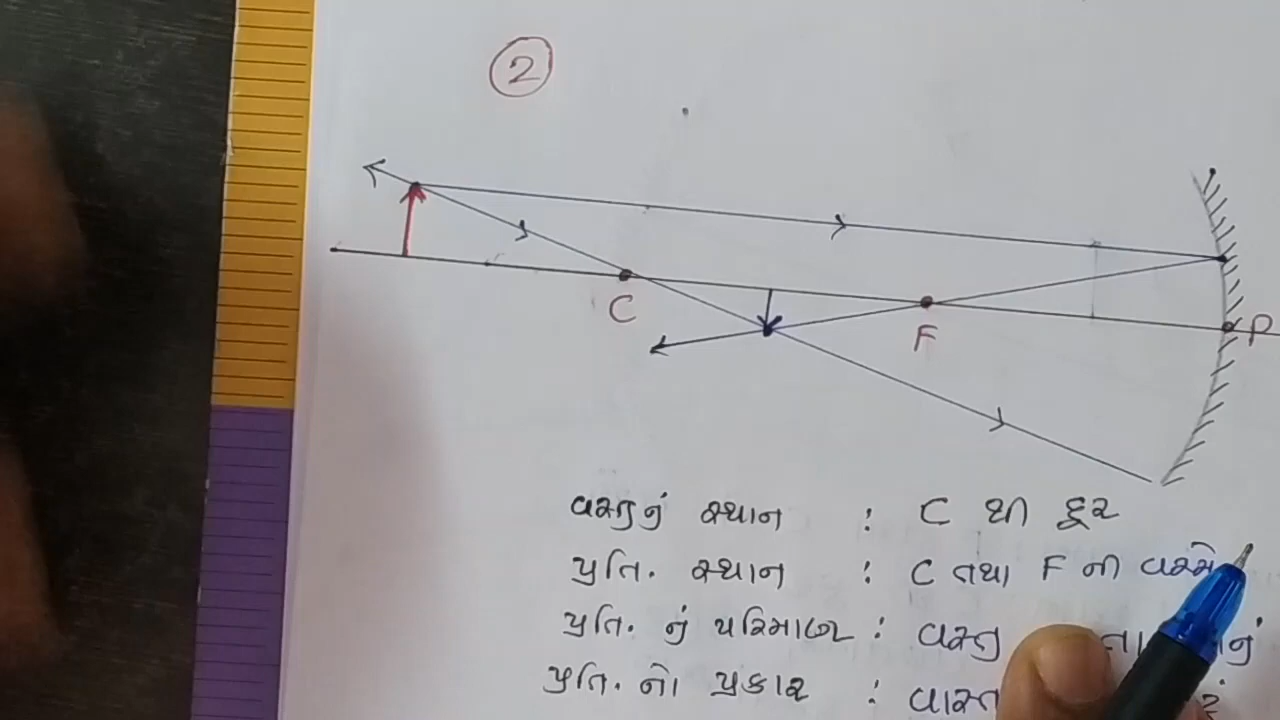 2
C
F
P
વસ્તુનું સ્થાન : C થી દૂર
પ્રતિ. સ્થાન : C તથા F ની વચ્ચે
પ્રતિ. નું પરિમાણ : વસ્તુ
પ્રતિ. નો પ્રકાર :